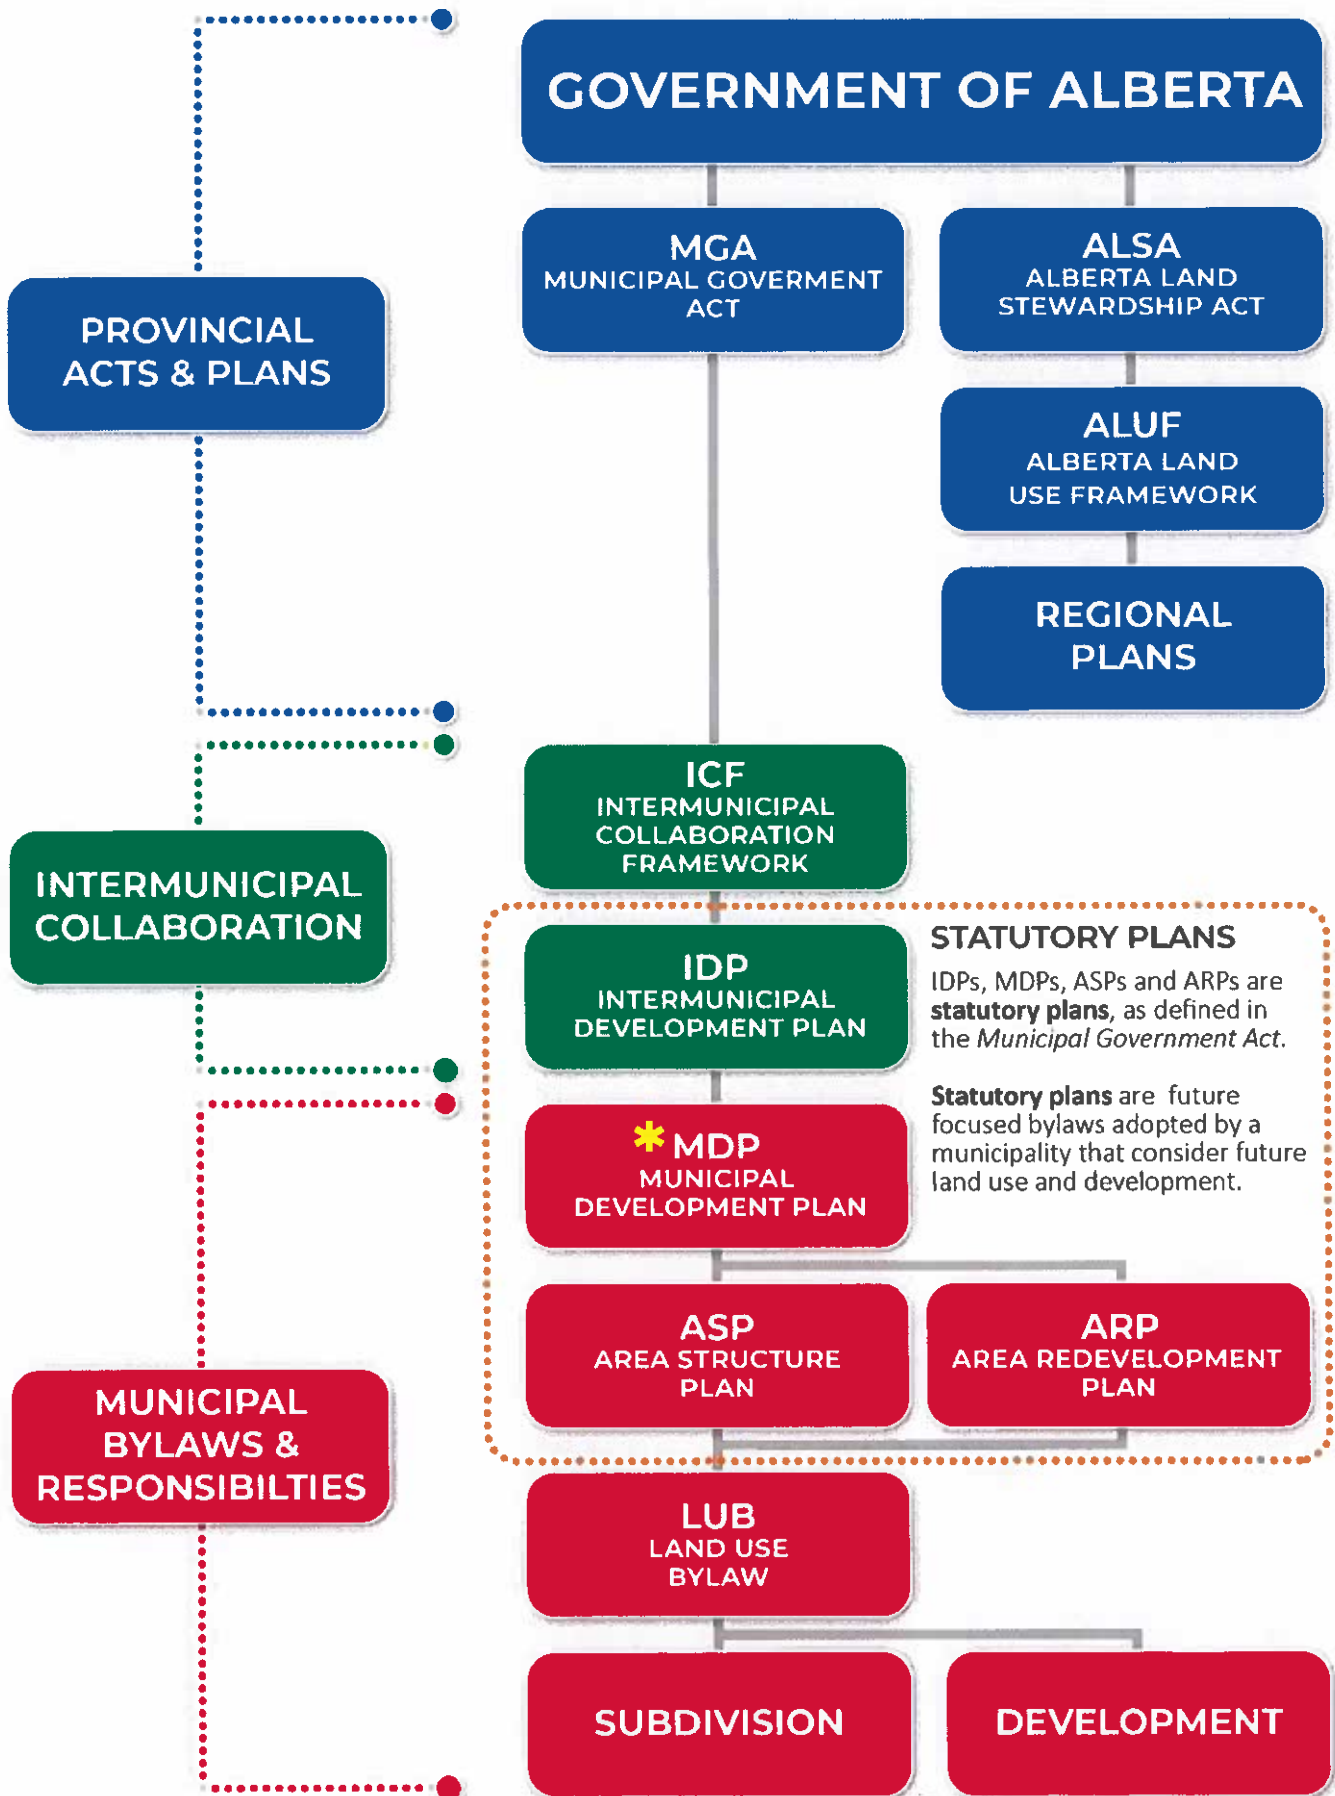 GOVERNMENT OF ALBERTA
MGA
MUNICIPAL GOVERMENT
ACT
ALSA
ALBERTA LAND
STEWARDSHIP ACT
PROVINCIAL
ACTS & PLANS
ALUF
ALBERTA LAND
USE FRAMEWORK
REGIONAL
PLANS
ICF
INTERMUNICIPAL
COLLABORATION
FRAMEWORK
INTERMUNICIPAL
COLLABORATION
IDP
INTERMUNICIPAL
DEVELOPMENT PLAN
STATUTORY PLANS
IDPs, MDPs, ASPs and ARPs are
statutory plans, as defined in
the Municipal Government Act.
Statutory plans are future
focused bylaws adopted by a
municipality that consider future
land use and development.
* MDP
MUNICIPAL
DEVELOPMENT PLAN
ASP
AREA STRUCTURE
PLAN
ARP
AREA REDEVELOPMENT
PLAN
MUNICIPAL
BYLAWS &
RESPONSIBILTIES
LUB
LAND USE
BYLAW
SUBDIVISION
DEVELOPMENT